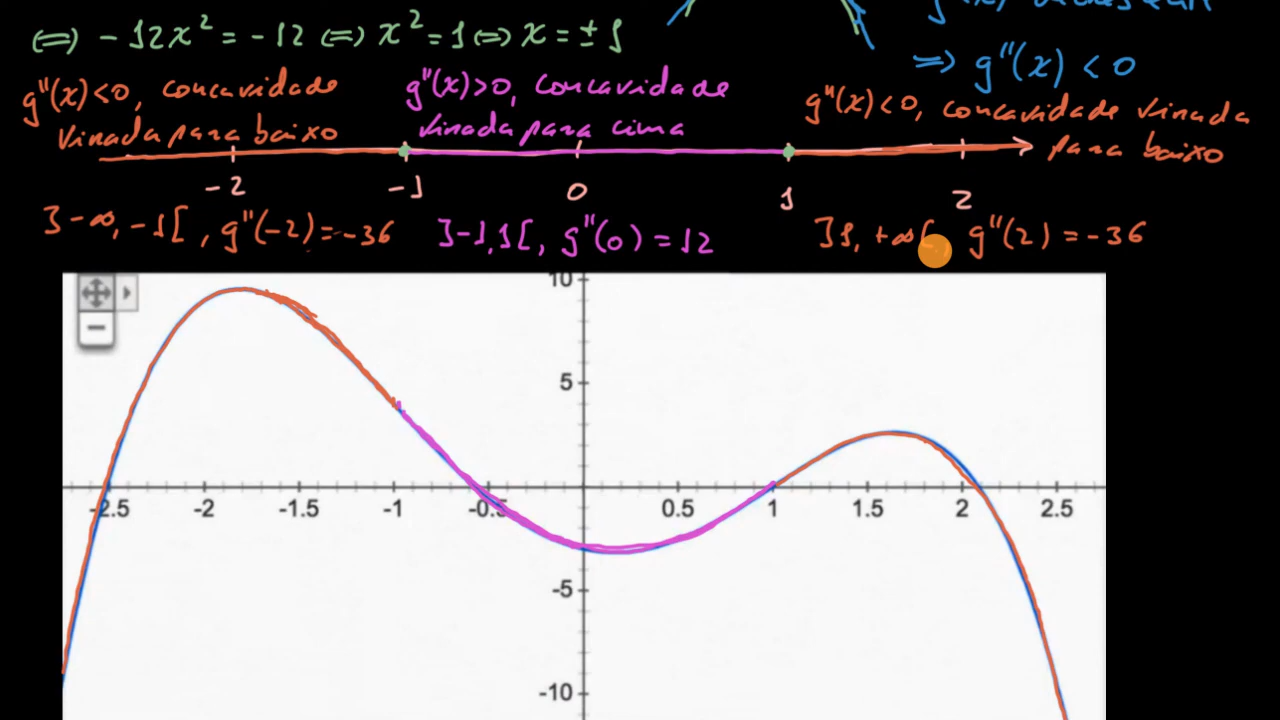 ⇔ -12x² = -12 ⇔ x² = 1 ⇔ x = ± 1
⇒ g''(x) < 0
g''(x)<0, concavidade
virada para baixo
g''(x)>0, concavidade
virada para cima
g''(x)<0, concavidade virada
para baixo
-2 -1 0 1 2
]-∞, -1[ , g''(-2) = -36
]-1,1[, g''(0) = 12
]1, +∞[, g''(2) = -36
10
5
-2.5 -2 -1.5 -1 -0.5 0.5 1 1.5 2 2.5
-5
-10